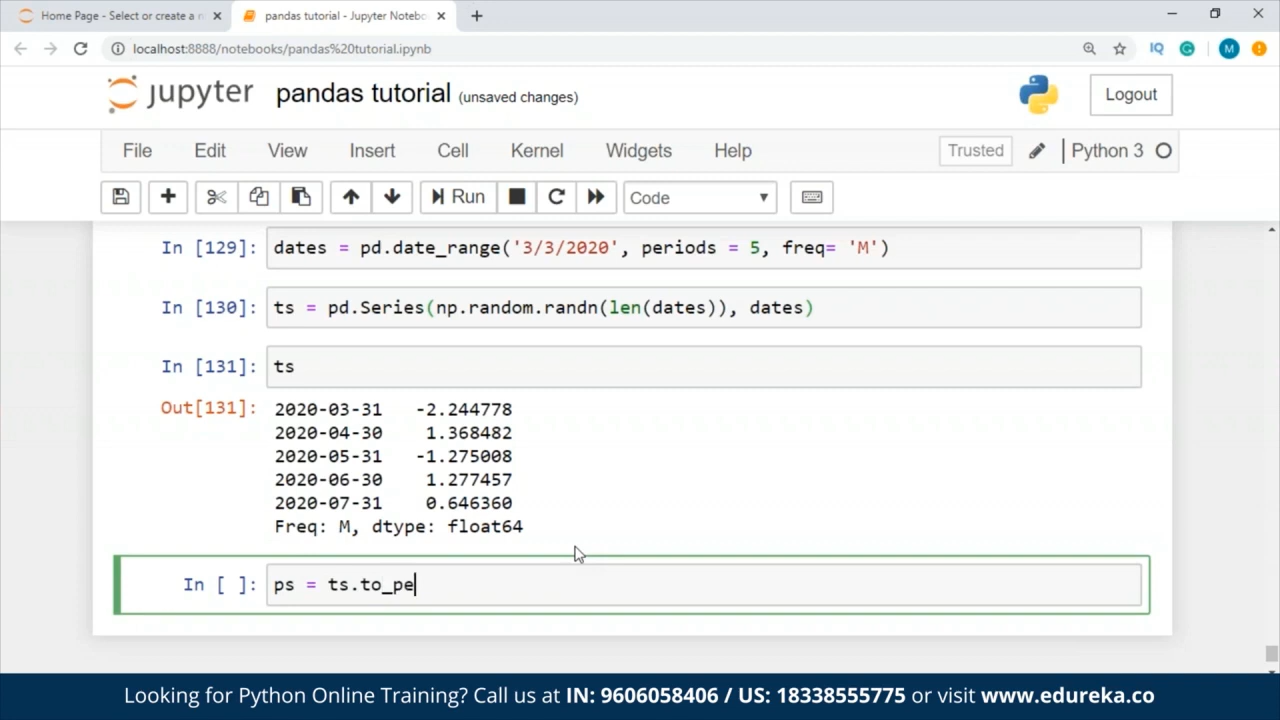 Home Page - Select or create a n
pandas tutorial - Jupyter Notebo
localhost:8888/notebooks/pandas%20tutorial.ipynb
IQ
G
M
jupyter pandas tutorial (unsaved changes)
Logout
File Edit View Insert Cell Kernel Widgets Help
Trusted
Python 3
Run
Code
In [129]: dates = pd.date_range('3/3/2020', periods = 5, freq= 'M')
In [130]: ts = pd.Series(np.random.randn(len(dates)), dates)
In [131]: ts
Out[131]: 2020-03-31 -2.244778
2020-04-30 1.368482
2020-05-31 -1.275008
2020-06-30 1.277457
2020-07-31 0.646360
Freq: M, dtype: float64
In [ ]: ps = ts.to_pe
Looking for Python Online Training? Call us at IN: 9606058406 / US: 18338555775 or visit www.edureka.co